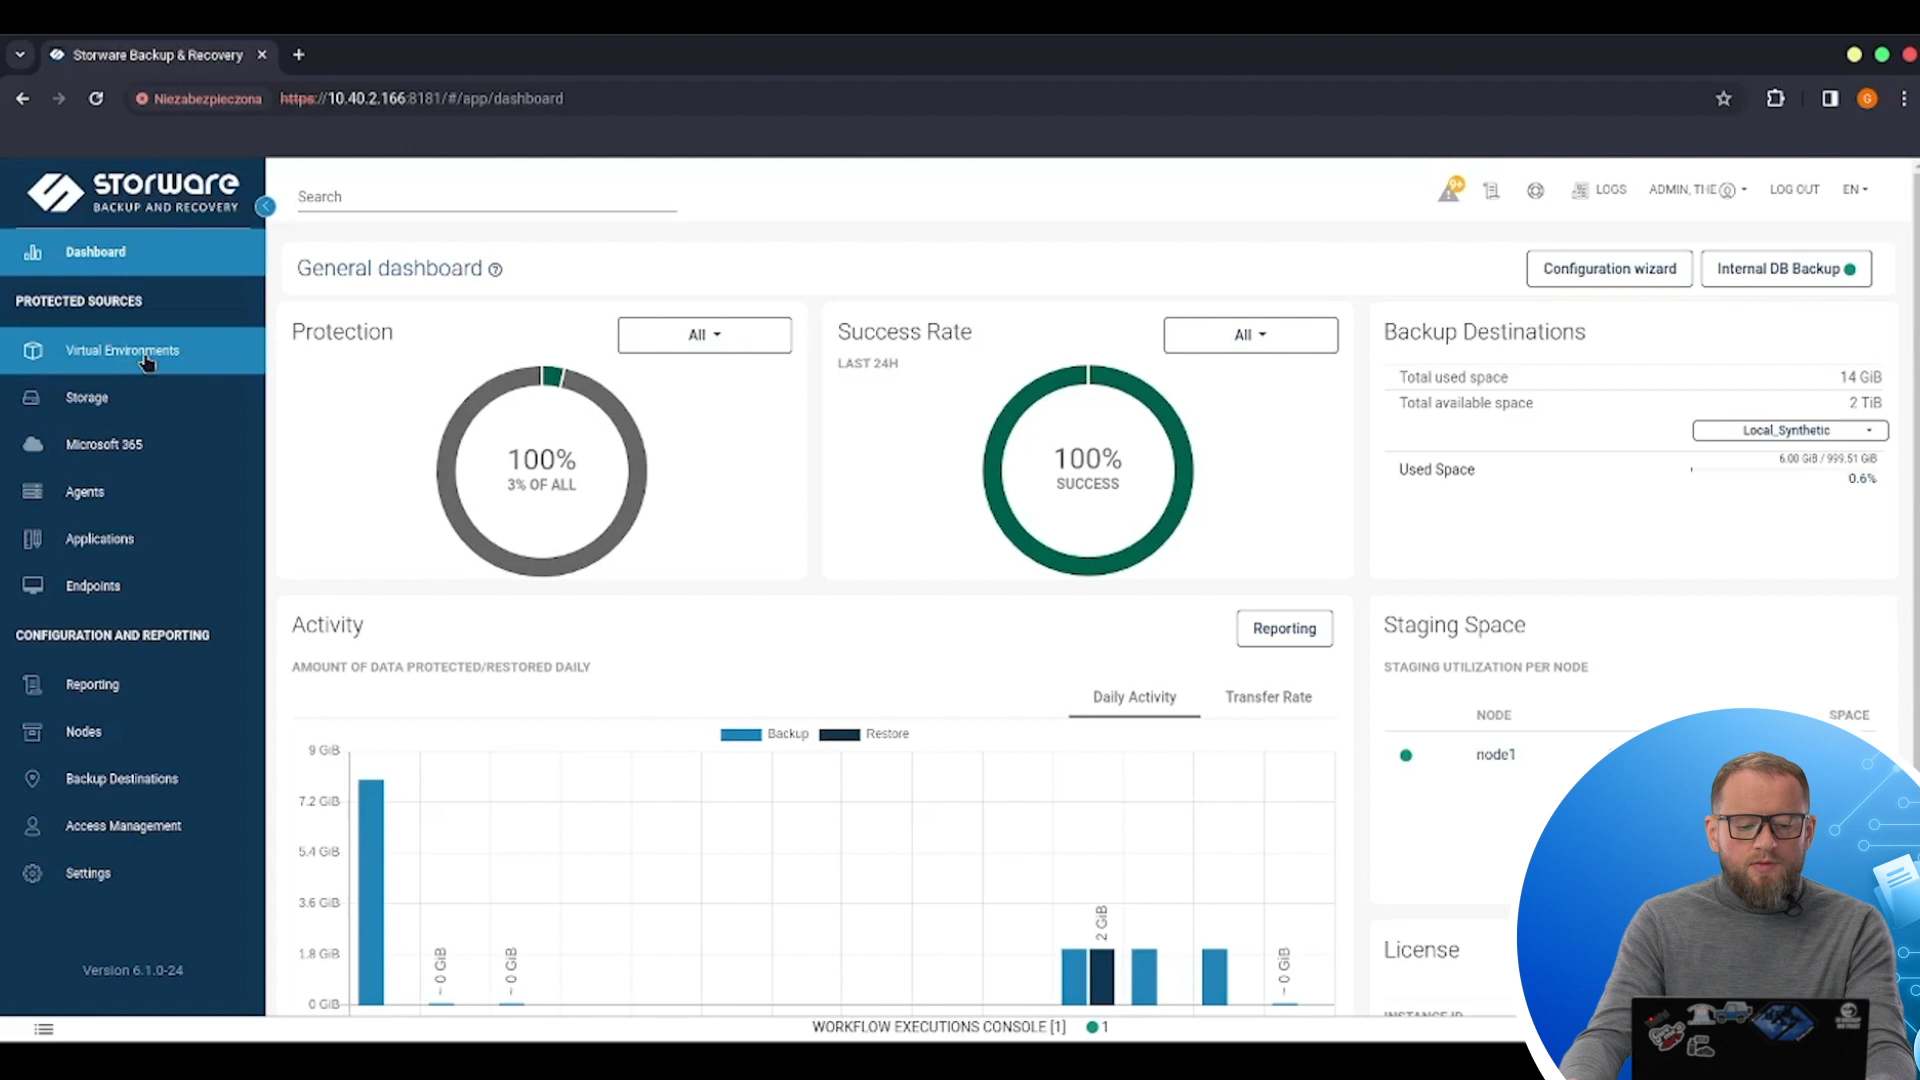 Storware Backup & Recovery
Niezabezpieczona https://10.40.2.166:8181/#/app/dashboard
G
STORWARE
BACKUP AND RECOVERY
Search
9+
LOGS
ADMIN, THE
LOG OUT
EN
Dashboard
PROTECTED SOURCES
Virtual Environments
Storage
Microsoft 365
Agents
Applications
Endpoints
CONFIGURATION AND REPORTING
Reporting
Nodes
Backup Destinations
Access Management
Settings
Version 6.1.0-24
General dashboard
Configuration wizard
Internal DB Backup
Protection
All
100%
3% OF ALL
Success Rate
LAST 24H
All
100%
SUCCESS
Backup Destinations
Total used space 14 GiB
Total available space 2 TiB
Local_Synthetic
Used Space
6.00 GiB / 999.51 GiB
0.6%
Activity
Reporting
AMOUNT OF DATA PROTECTED/RESTORED DAILY
Daily Activity
Transfer Rate
Backup
Restore
9 GiB
7.2 GiB
5.4 GiB
3.6 GiB
1.8 GiB
0 GiB
~ 0 GiB
~ 0 GiB
2 GiB
~ 0 GiB
Staging Space
STAGING UTILIZATION PER NODE
NODE SPACE
node1
License
INSTANCE ID
WORKFLOW EXECUTIONS CONSOLE [1] 1